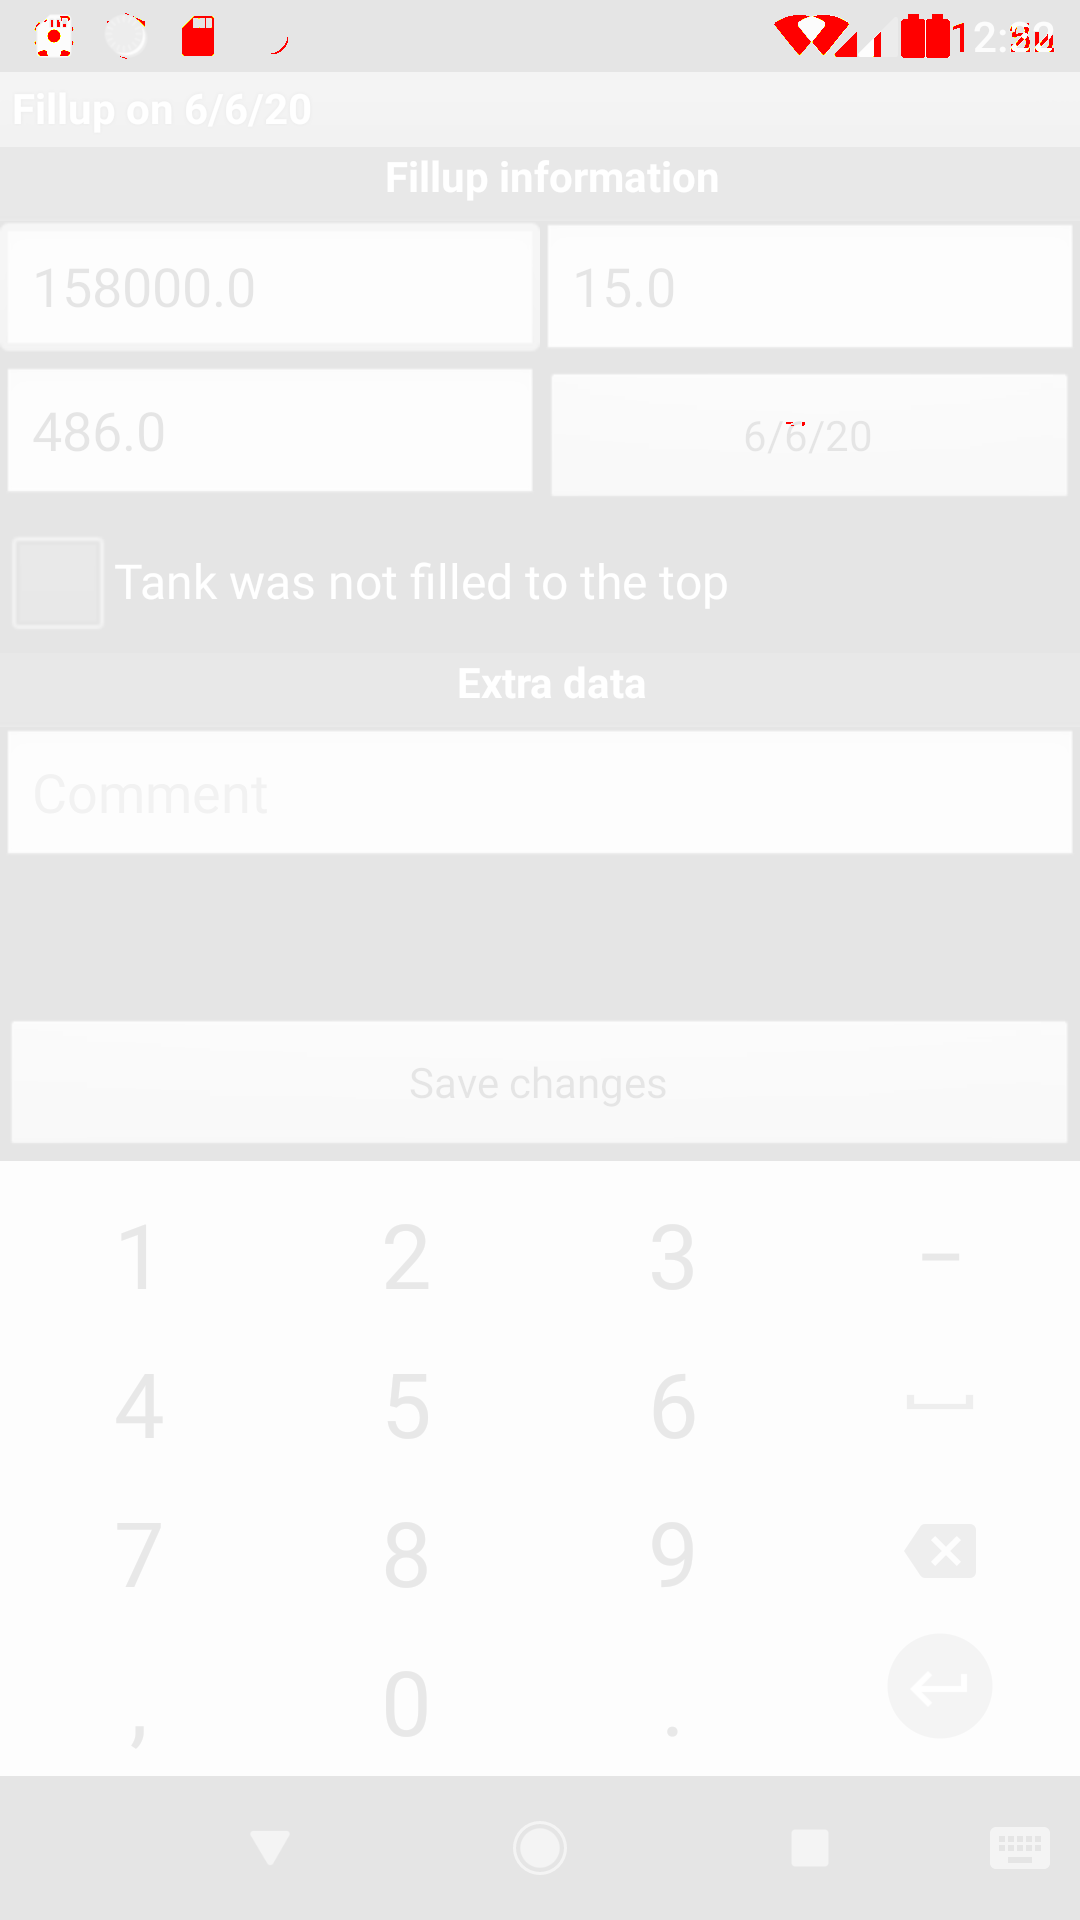 Fillup on 6/6/20
Fillup information
158000.0 15.0
486.0 6/6/20
Tank was not filled to the top
Extra data
Comment
Save changes
1 2 3 –
4 5 6
7 8 9
, 0 .